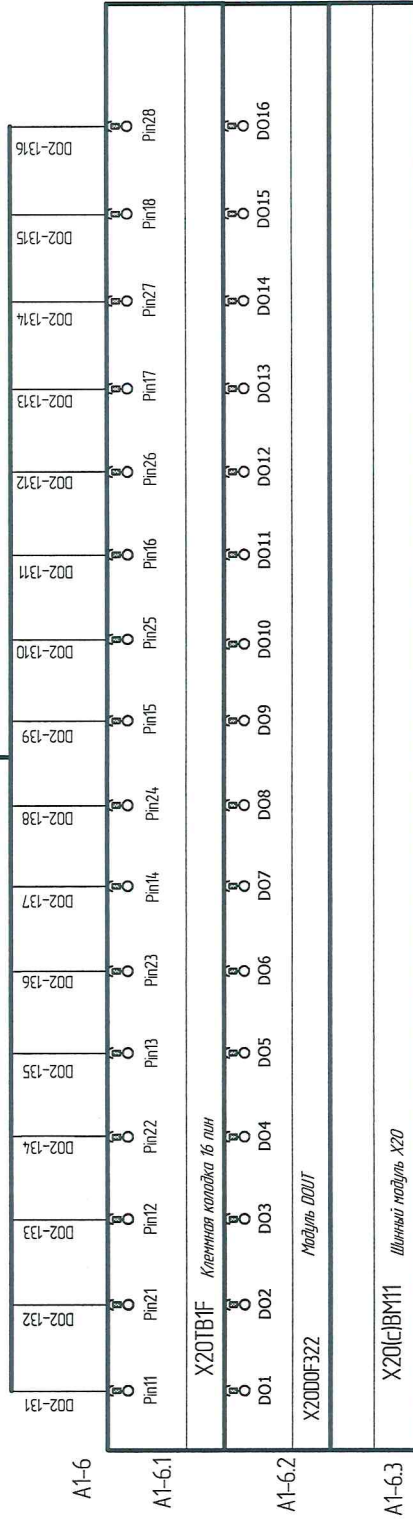 DO2-131 DO2-132 DO2-133 DO2-134 DO2-135 DO2-136 DO2-137 DO2-138 DO2-139 DO2-1310 DO2-1311 DO2-1312 DO2-1313 DO2-1314 DO2-1315 DO2-1316
A1-6
Pin11 Pin21 Pin12 Pin22 Pin13 Pin23 Pin14 Pin24 Pin15 Pin25 Pin16 Pin26 Pin17 Pin27 Pin18 Pin28
A1-6.1
X20TB1F Клеммная колодка 16 пин
DO1 DO2 DO3 DO4 DO5 DO6 DO7 DO8 DO9 DO10 DO11 DO12 DO13 DO14 DO15 DO16
A1-6.2
X20DOF322 Модуль DOUT
A1-6.3
X20(c)BM11 Шинный модуль X20